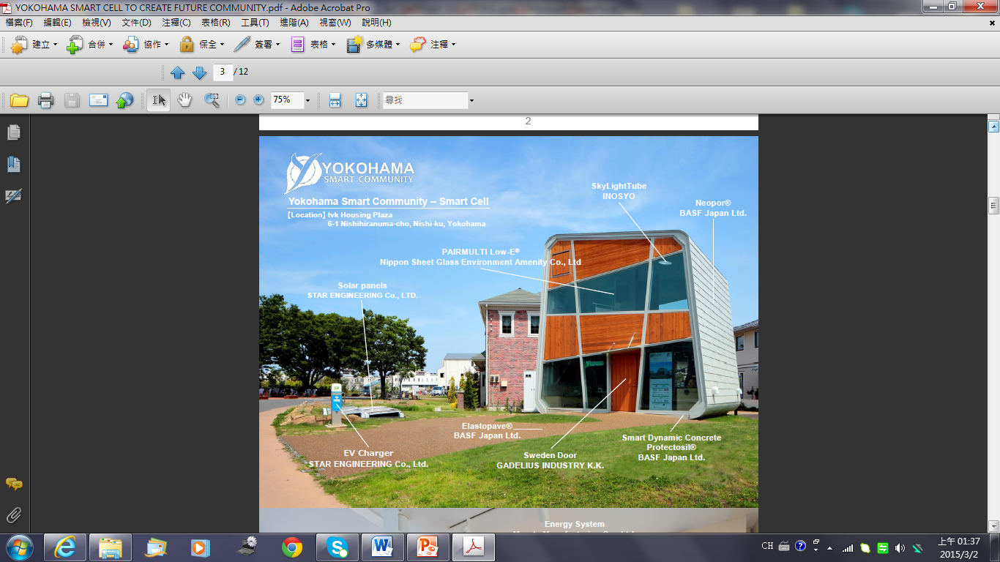 YOKOHAMA SMART CELL TO CREATE FUTURE COMMUNITY.pdf - Adobe Acrobat Pro
檔案(F) 編輯(E) 檢視(V) 文件(D) 注釋(C) 表格(R) 工具(T) 進階(A) 視窗(W) 說明(H)
建立 合併 協作 保全 簽署 表格 多媒體 注釋
3 / 12
75% 尋找
2
YOKOHAMA
SMART COMMUNITY
Yokohama Smart Community – Smart Cell
【Location】 tvk Housing Plaza
6-1 Nishihiranuma-cho, Nishi-ku, Yokohama
SkyLightTube
INOSYO
Neopor®
BASF Japan Ltd.
PAIRMULTI Low-E®
Nippon Sheet Glass Environment Amenity Co., Ltd
Solar panels
STAR ENGINEERING Co., LTD.
Elastopave®
BASF Japan Ltd.
EV Charger
STAR ENGINEERING Co., Ltd.
Sweden Door
GADELIUS INDUSTRY K.K.
Smart Dynamic Concrete
Protectosil®
BASF Japan Ltd.
Energy System
CH
上午 01:37
2015/3/2